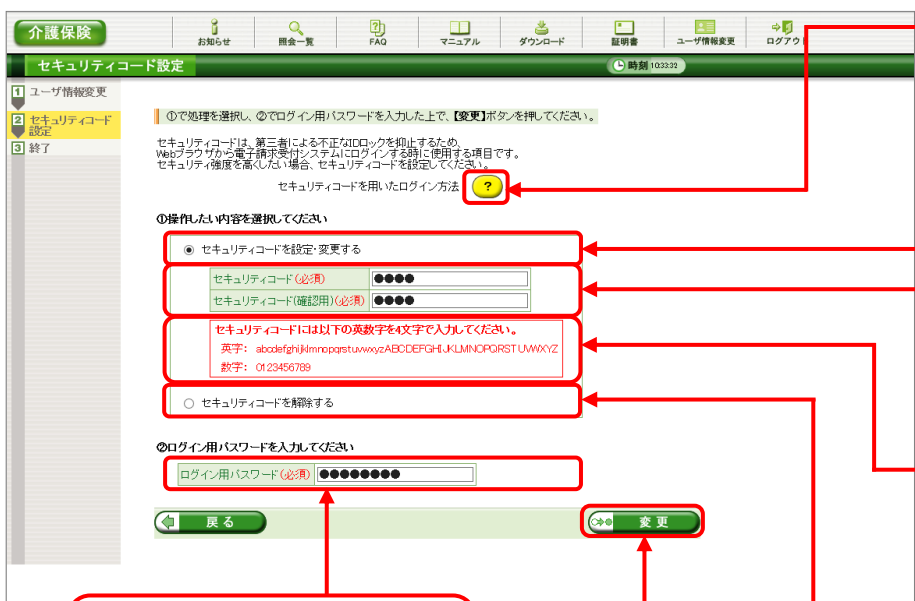 介護保険
お知らせ
照会一覧
FAQ
マニュアル
ダウンロード
証明書
ユーザ情報変更
ログアウ
セキュリティコード設定
時刻 10:33:32
1 ユーザ情報変更
2 セキュリティコード
設定
3 終了
①で処理を選択し、②でログイン用パスワードを入力した上で、【変更】ボタンを押してください。
セキュリティコードは、第三者による不正なIDロックを抑止するため、
Webブラウザから電子請求受付システムにログインする時に使用する項目です。
セキュリティ強度を高くしたい場合、セキュリティコードを設定してください。
セキュリティコードを用いたログイン方法 ?
①操作したい内容を選択してください
セキュリティコードを設定・変更する
セキュリティコード(必須) ●●●●
セキュリティコード(確認用)(必須) ●●●●
セキュリティコードには以下の英数字を4文字で入力してください。
英字: abcdefghijklmnopqrstuvwxyzABCDEFGHIJKLMNOPQRSTUVWXYZ
数字: 0123456789
セキュリティコードを解除する
②ログイン用パスワードを入力してください
ログイン用パスワード(必須) ●●●●●●●●
戻る
変更